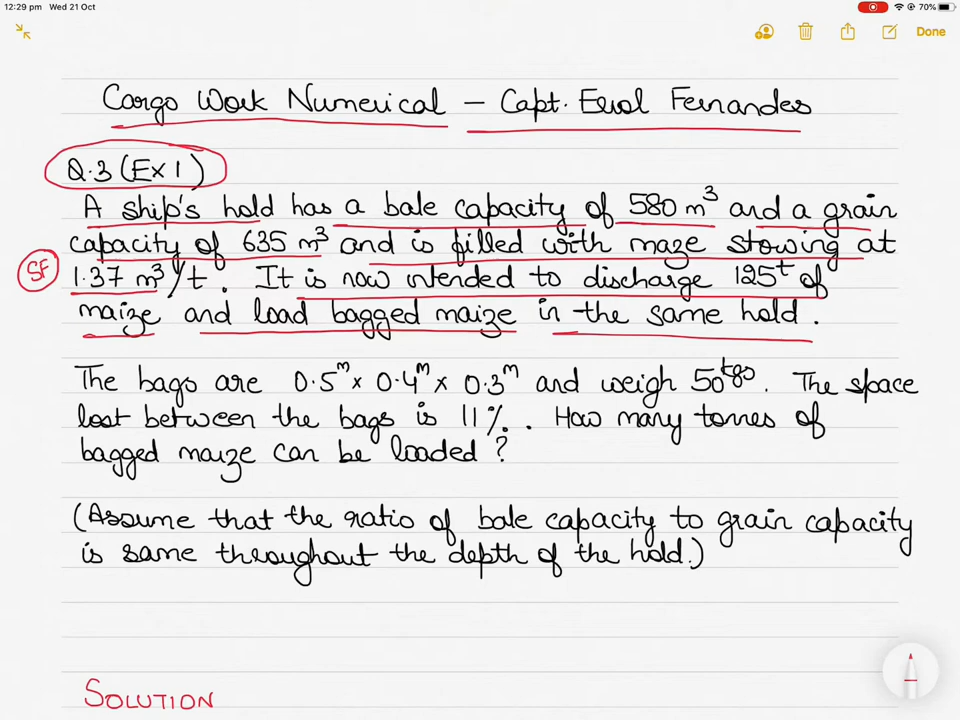 12:29 pm Wed 21 Oct 70%
Done
Cargo Work Numerical - Capt. Errol Fernandes
Q.3 (Ex 1)
A ship's hold has a bale capacity of 580 m³ and a grain
capacity of 635 m³ and is filled with maze stowing at
SF 1.37 m³/t. It is now intended to discharge 125t of
maize and load bagged maize in the same hold.
The bags are 0.5m × 0.4m × 0.3m and weigh 50kgs. The space
lost between the bags is 11%. How many tonnes of
bagged maize can be loaded?
(Assume that the ratio of bale capacity to grain capacity
is same throughout the depth of the hold.)
SOLUTION